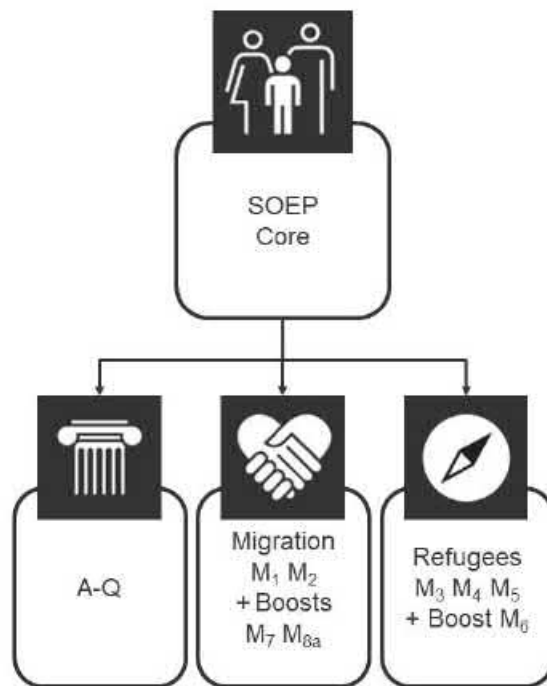 SOEP
Core
A-Q
Migration
M₁ M₂
+ Boosts
M₇ M₈ₐ
Refugees
M₃ M₄ M₅
+ Boost M₆